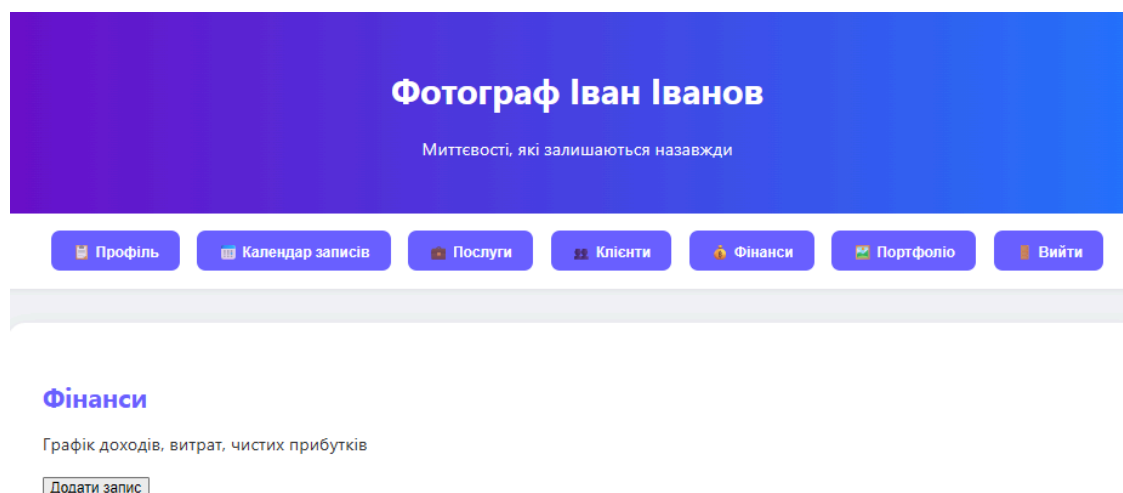 Фотограф Іван Іванов
Миттєвості, які залишаються назавжди
Профіль Календар записів Послуги Клієнти Фінанси Портфоліо Вийти
Фінанси
Графік доходів, витрат, чистих прибутків
Додати запис